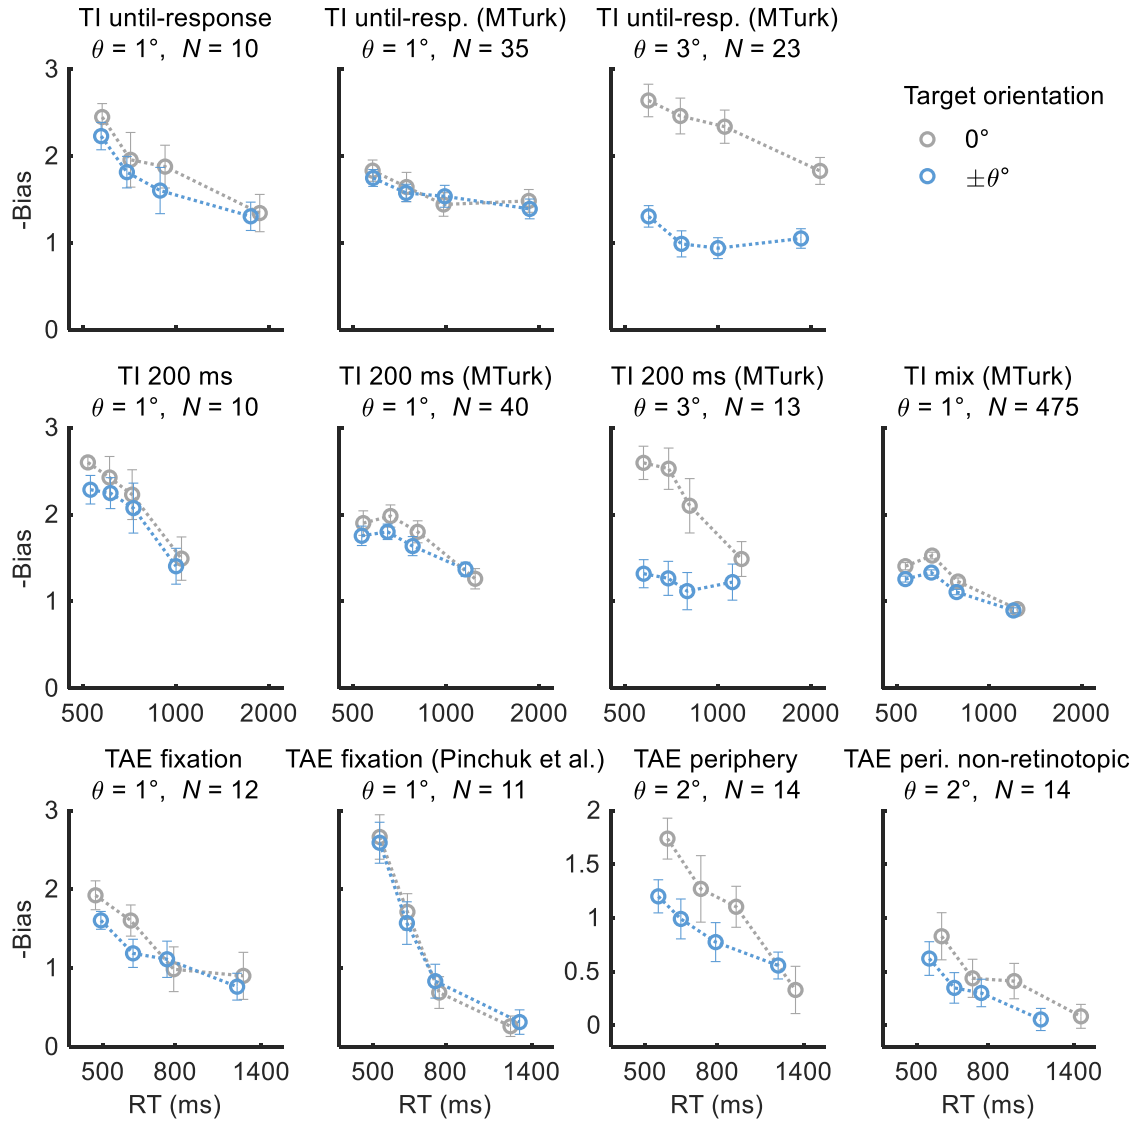 TI until-response
θ = 1°, N = 10
TI until-resp. (MTurk)
θ = 1°, N = 35
TI until-resp. (MTurk)
θ = 3°, N = 23
Target orientation
0°
±θ°
-Bias
3
2
1
0
500 1000 2000
500 1000 2000
500 1000 2000
500 1000 2000
TI 200 ms
θ = 1°, N = 10
TI 200 ms (MTurk)
θ = 1°, N = 40
TI 200 ms (MTurk)
θ = 3°, N = 13
TI mix (MTurk)
θ = 1°, N = 475
-Bias
3
2
1
0
TAE fixation
θ = 1°, N = 12
TAE fixation (Pinchuk et al.)
θ = 1°, N = 11
TAE periphery
θ = 2°, N = 14
TAE peri. non-retinotopic
θ = 2°, N = 14
-Bias
3
2
1
0
2
1.5
1
0.5
0
500 800 1400
500 800 1400
500 800 1400
500 800 1400
RT (ms)
RT (ms)
RT (ms)
RT (ms)